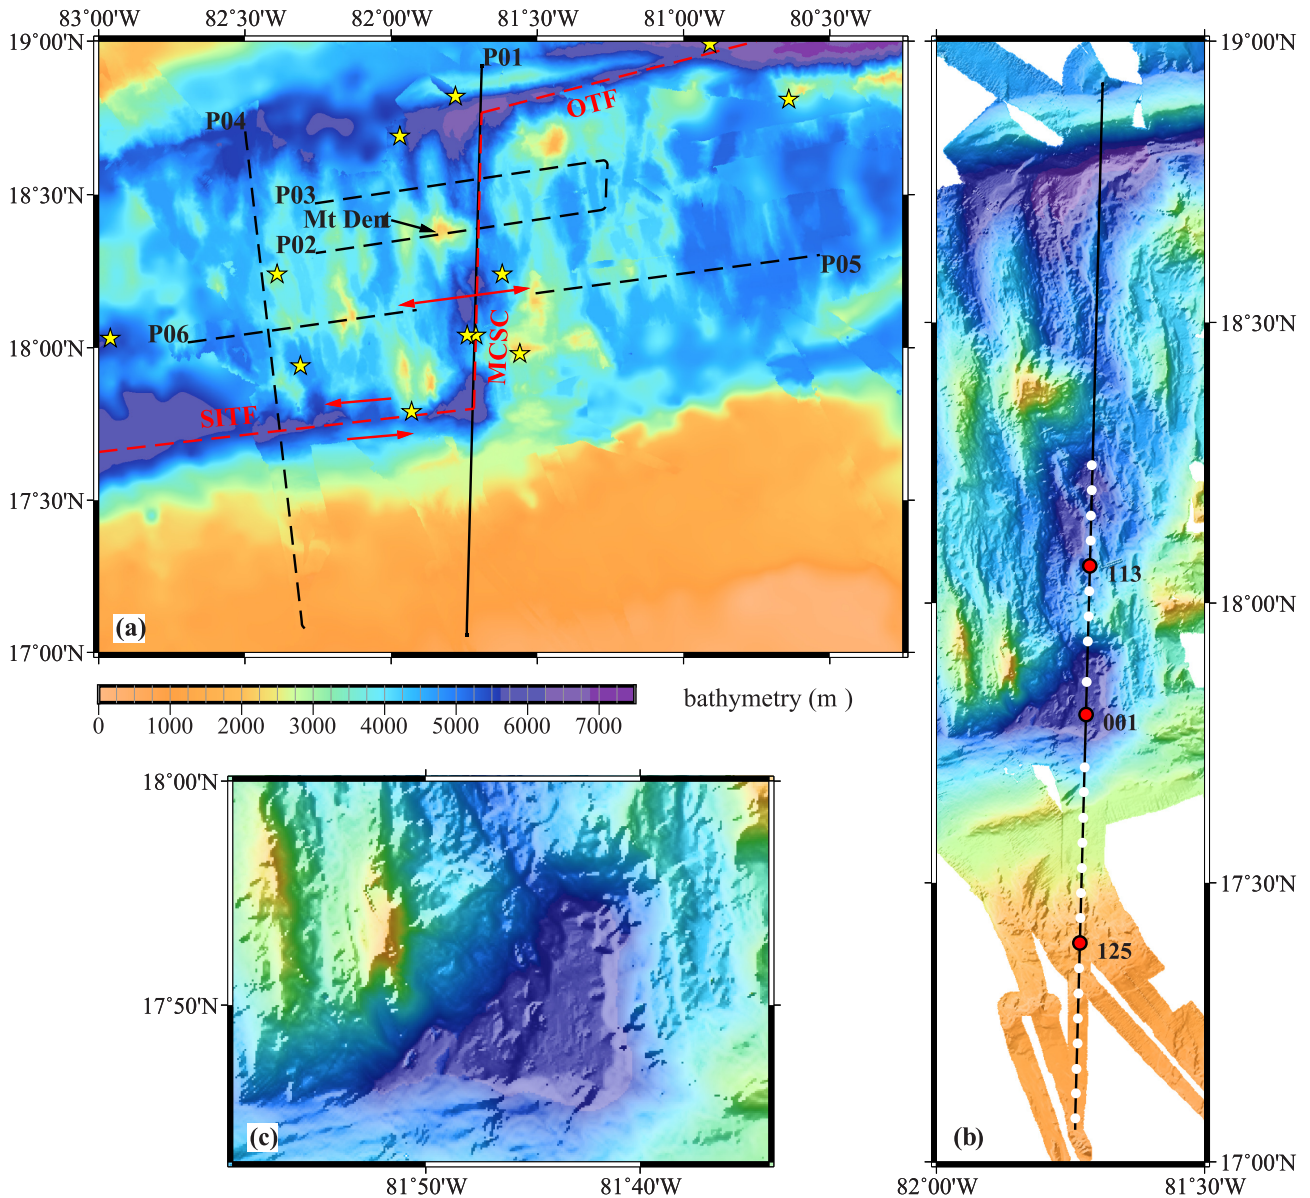 83°00'W 82°30'W 82°00'W 81°30'W 81°00'W 80°30'W
19°00'N
18°30'N
18°00'N
17°30'N
17°00'N
P01
OTF
P04
P03
Mt Dent
P02
P05
P06
MCSC
SITF
(a)
0 1000 2000 3000 4000 5000 6000 7000
bathymetry (m )
19°00'N
18°30'N
18°00'N
17°30'N
17°00'N
113
001
125
(b)
82°00'W 81°30'W
18°00'N
17°50'N
(c)
81°50'W 81°40'W